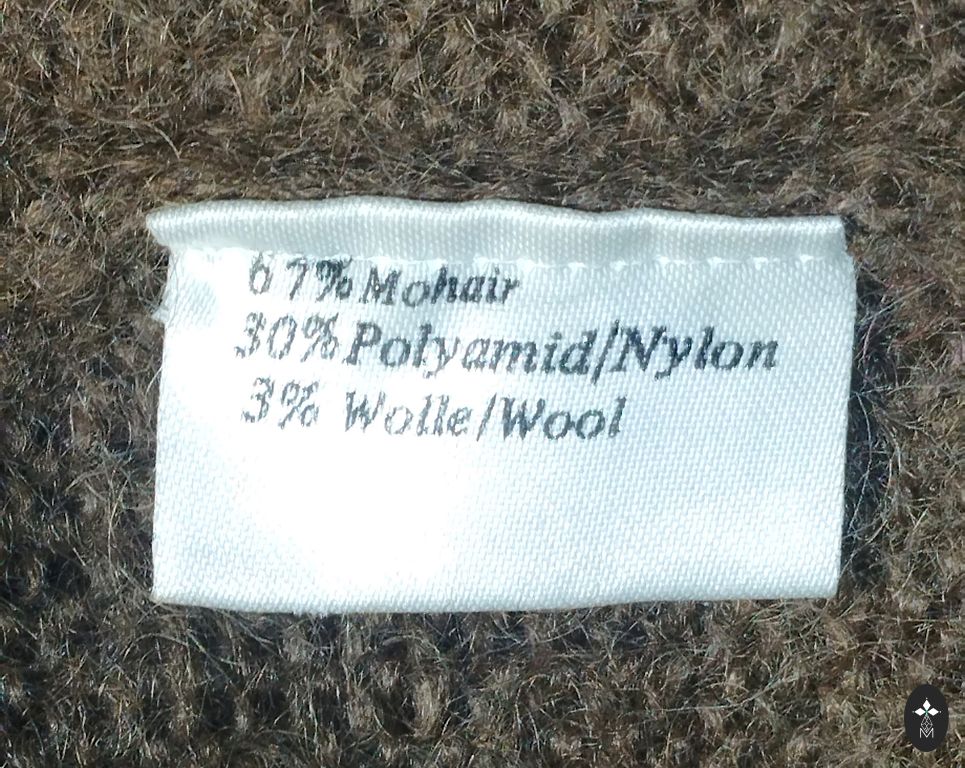 67% Mohair
30% Polyamid/Nylon
3% Wolle/Wool
M